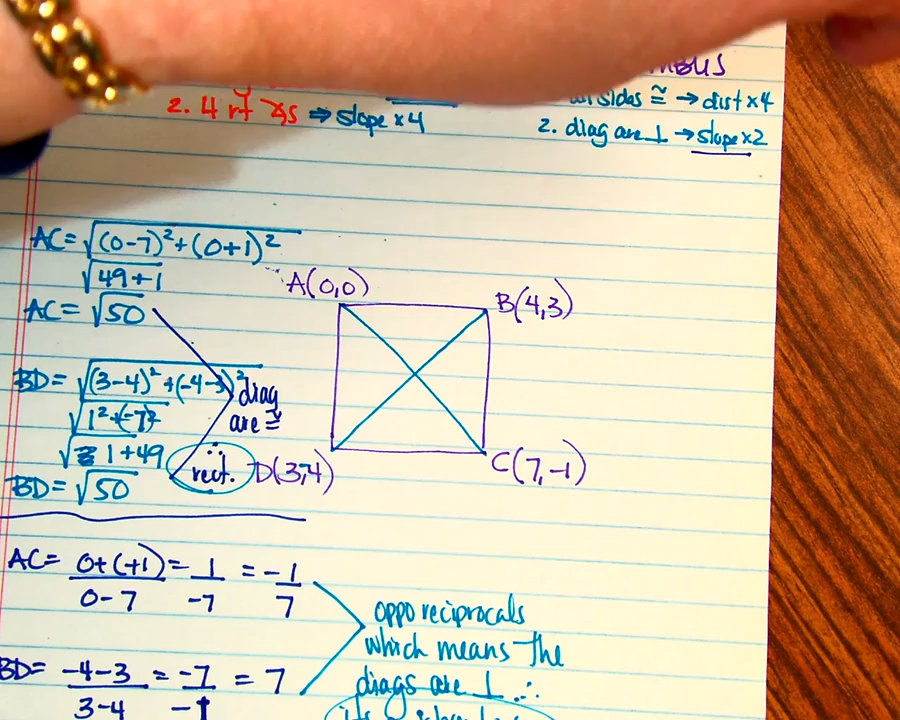 2. 4 rt ∡s ⇒ slope x4
sides ≅ → dist x4
2. diag are ⊥ → slope x2
AC = √(0-7)² + (0+1)²
√49+1
AC = √50
BD = √(3-4)² + (-4-3)²
√1² + (-7)²
√1+49
BD = √50
diag
are ≅
∴
rect.
A(0,0)
B(4,3)
D(3,-4)
C(7,-1)
AC = 0+(+1) / 0-7 = 1 / -7 = -1 / 7
BD = -4-3 / 3-4 = -7 / -1 = 7
oppo reciprocals
which means the
diags are ⊥ ∴
it's a